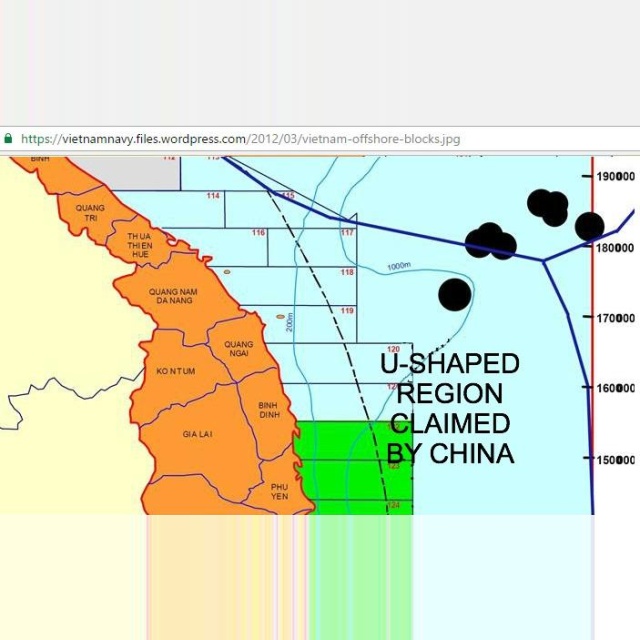 https://vietnamnavy.files.wordpress.com/2012/03/vietnam-offshore-blocks.jpg
BINH
112
113
1900000
114
115
QUANG
TRI
116
117
THUA
THIEN
HUE
1800000
1000m
118
QUANG NAM
DA NANG
119
200m
1700000
QUANG
NGAI
120
U-SHAPED
REGION
CLAIMED
BY CHINA
KON TUM
1600000
BINH
DINH
GIA LAI
123
1500000
PHU
YEN
124